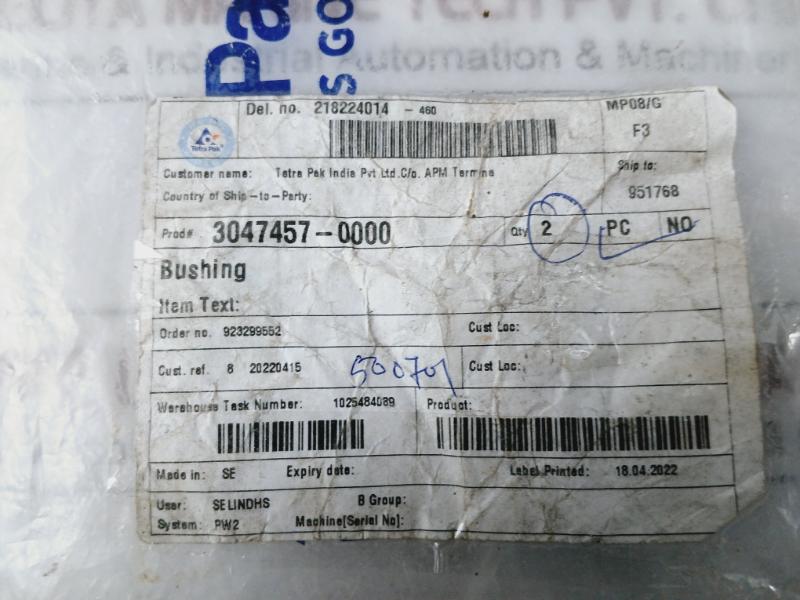 Pa
S GO
& Industrial Automation &
Del. no. 218224014 - 460
MP08/G
F3
Tetra Pak
Customer name: Tetra Pak India Pvt Ltd.C/o. APM Termina
Ship to:
Country of Ship-to-Party:
951768
Prod# 3047457-0000
Qty 2 PC NO
Bushing
Item Text:
Order no. 923299552 Cust Loc:
Cust. ref. 8 20220415 500701 Cust Loc:
Warehouse Task Number: 1025484089 Product:
Made in: SE Expiry date: Label Printed: 18.04.2022
User: SELINDHS B Group:
System: PW2 Machine[Serial No]: